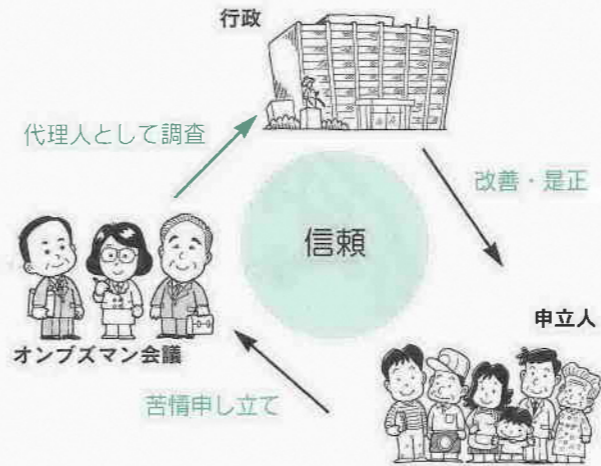 行政
代理人として調査
改善・是正
信頼
申立人
オンブズマン会議
苦情申し立て